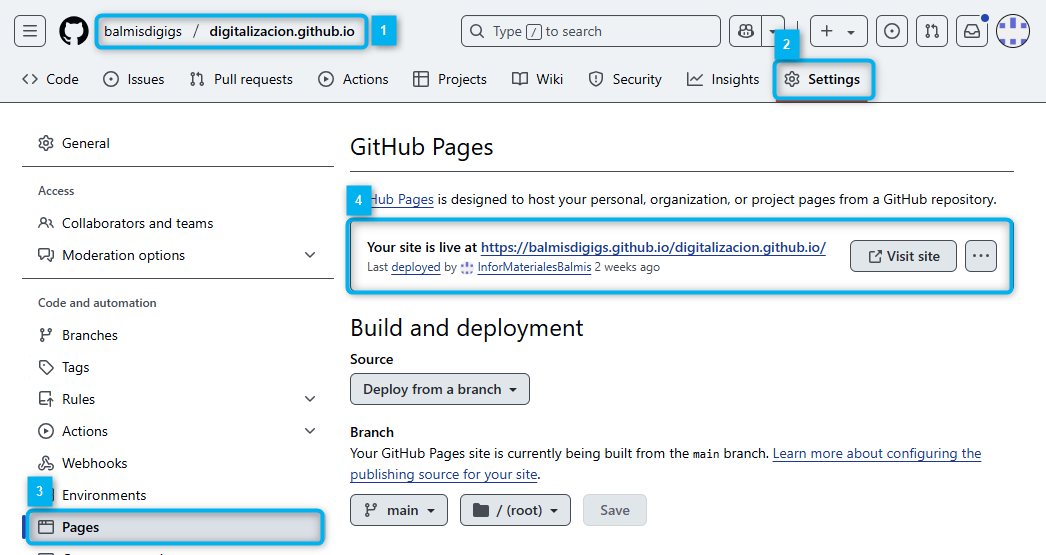 balmisdigigs / digitalizacion.github.io
1
Type / to search
2
Code
Issues
Pull requests
Actions
Projects
Wiki
Security
Insights
Settings
General
Access
Collaborators and teams
Moderation options
Code and automation
Branches
Tags
Rules
Actions
Webhooks
3
Environments
Pages
GitHub Pages
4
Hub Pages is designed to host your personal, organization, or project pages from a GitHub repository.
Your site is live at https://balmisdigigs.github.io/digitalizacion.github.io/
Last deployed by InforMaterialesBalmis 2 weeks ago
Visit site
Build and deployment
Source
Deploy from a branch
Branch
Your GitHub Pages site is currently being built from the main branch. Learn more about configuring the
publishing source for your site.
main
/ (root)
Save